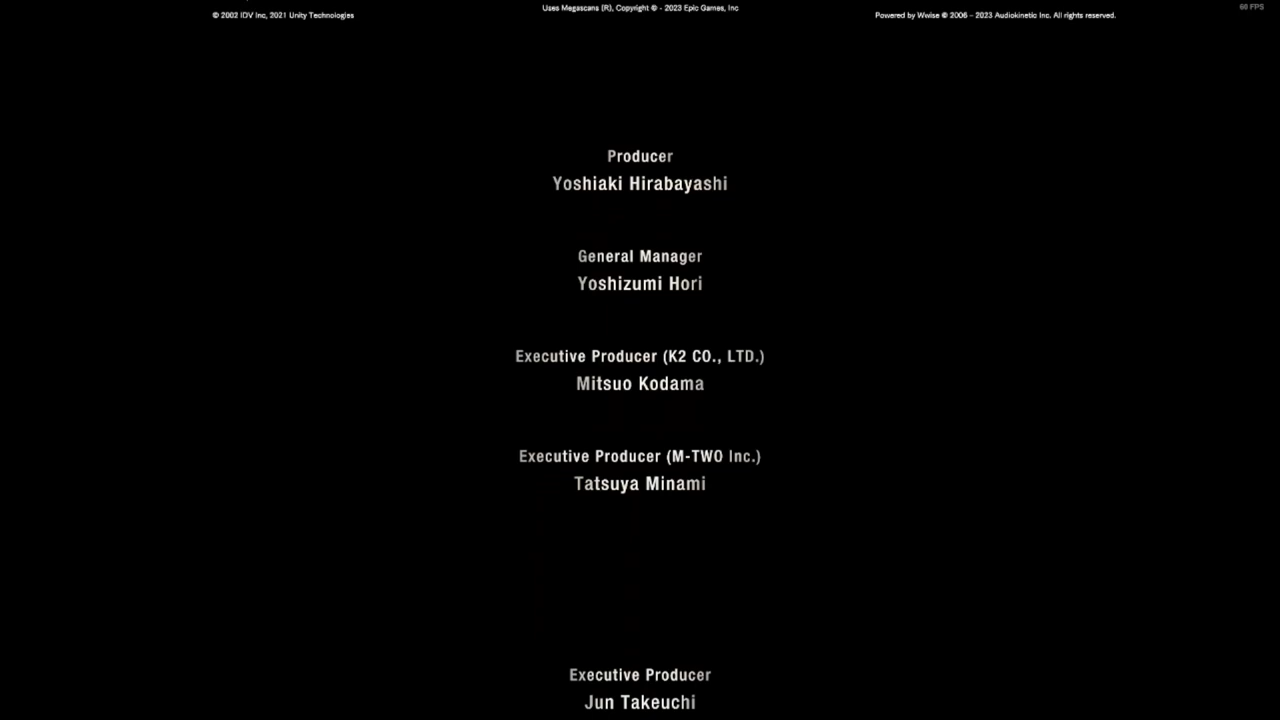 © 2002 IDV Inc, 2021 Unity Technologies
Uses Megascans (R), Copyright © - 2023 Epic Games, Inc
Powered by Wwise © 2006 - 2023 Audiokinetic Inc. All rights reserved.
60 FPS
Producer
Yoshiaki Hirabayashi
General Manager
Yoshizumi Hori
Executive Producer (K2 CO., LTD.)
Mitsuo Kodama
Executive Producer (M-TWO Inc.)
Tatsuya Minami
Executive Producer
Jun Takeuchi